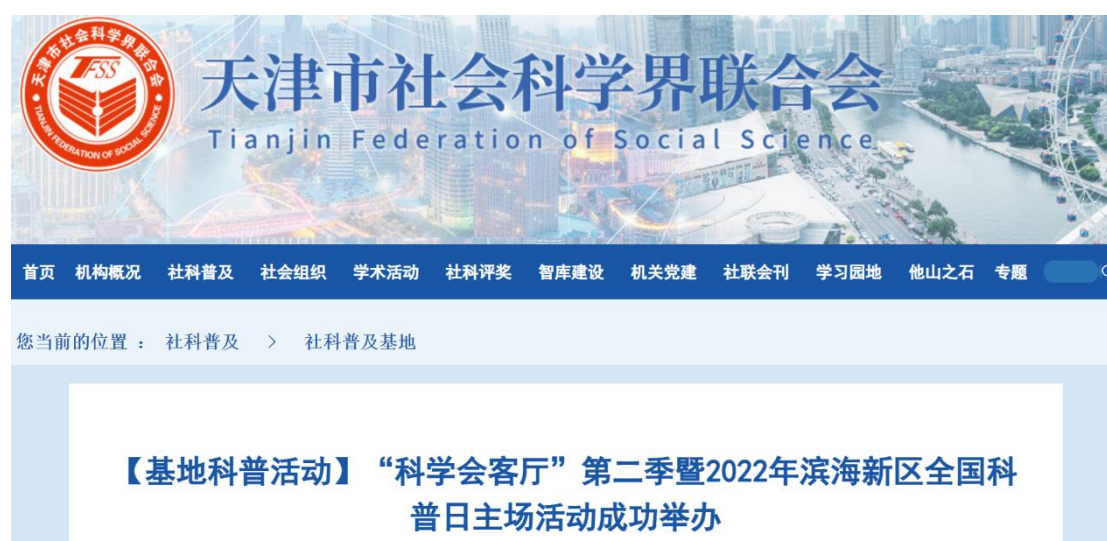 天津市社会科学界联合会
TFSS
TIANJIN FEDERATION OF SOCIAL SCIENCE
天津市社会科学界联合会
Tianjin Federation of Social Science
首页 机构概况 社科普及 社会组织 学术活动 社科评奖 智库建设 机关党建 社联会刊 学习园地 他山之石 专题
您当前的位置 ： 社科普及 > 社科普及基地
【基地科普活动】“科学会客厅”第二季暨2022年滨海新区全国科
普日主场活动成功举办